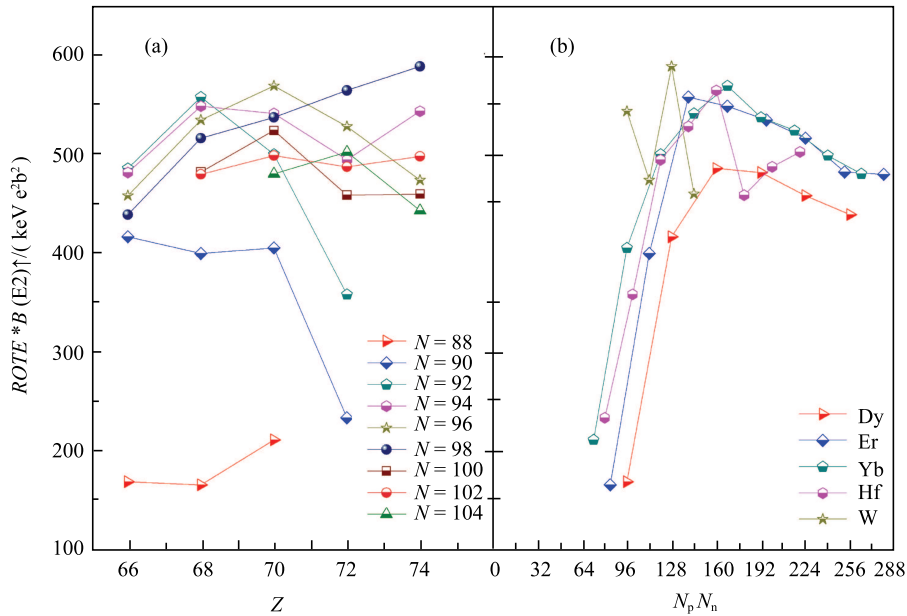 (a)
(b)
600
500
400
300
200
100
ROTE*B(E2)↑/( keV e²b²)
N = 88
N = 90
N = 92
N = 94
N = 96
N = 98
N = 100
N = 102
N = 104
Dy
Er
Yb
Hf
W
66 68 70 72 74 0 32 64 96 128 160 192 224 256 288
Z
NₚNₙ